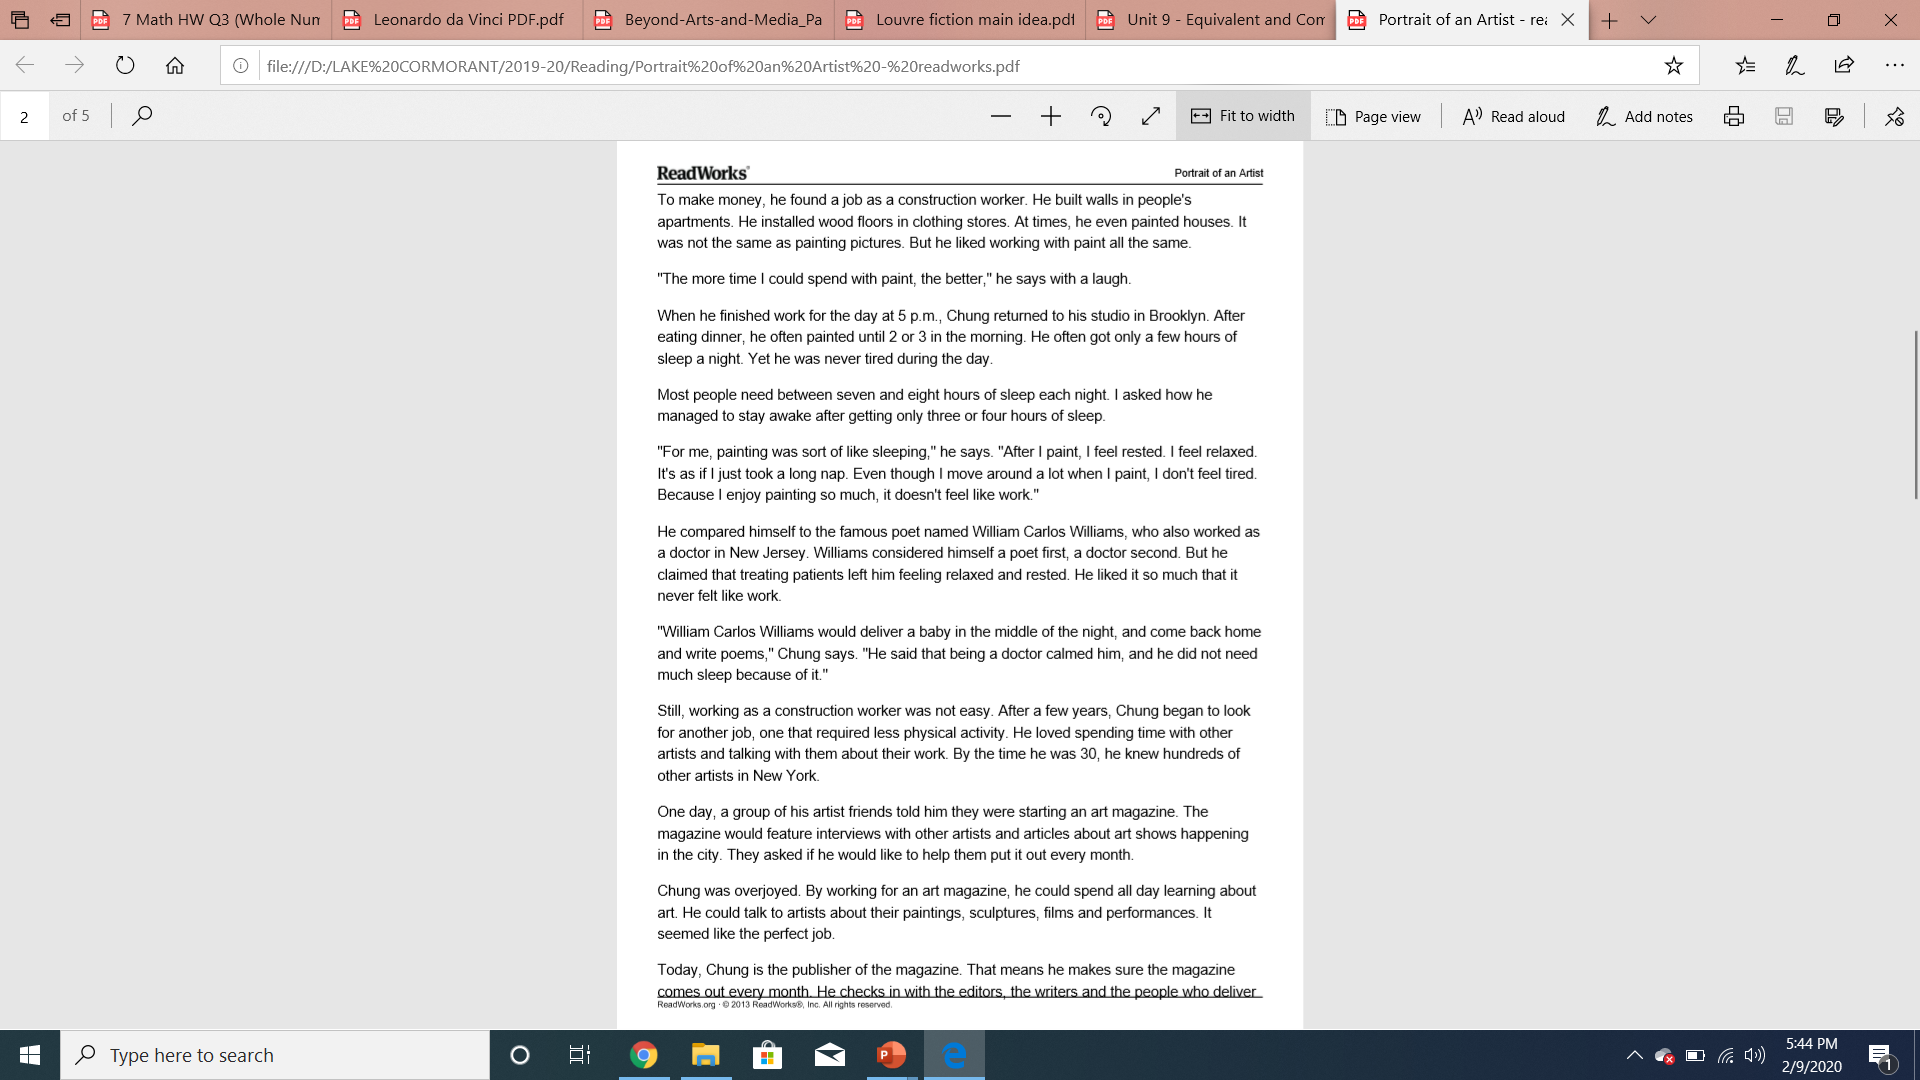 7 Math HW Q3 (Whole Nun
Leonardo da Vinci PDF.pdf
Beyond-Arts-and-Media_Pa
Louvre fiction main idea.pdf
Unit 9 - Equivalent and Com
Portrait of an Artist - rea
file:///D:/LAKE%20CORMORANT/2019-20/Reading/Portrait%20of%20an%20Artist%20-%20readworks.pdf
2 of 5
Fit to width
Page view
Read aloud
Add notes
ReadWorks®
Portrait of an Artist
To make money, he found a job as a construction worker. He built walls in people's
apartments. He installed wood floors in clothing stores. At times, he even painted houses. It
was not the same as painting pictures. But he liked working with paint all the same.
"The more time I could spend with paint, the better," he says with a laugh.
When he finished work for the day at 5 p.m., Chung returned to his studio in Brooklyn. After
eating dinner, he often painted until 2 or 3 in the morning. He often got only a few hours of
sleep a night. Yet he was never tired during the day.
Most people need between seven and eight hours of sleep each night. I asked how he
managed to stay awake after getting only three or four hours of sleep.
"For me, painting was sort of like sleeping," he says. "After I paint, I feel rested. I feel relaxed.
It's as if I just took a long nap. Even though I move around a lot when I paint, I don't feel tired.
Because I enjoy painting so much, it doesn't feel like work."
He compared himself to the famous poet named William Carlos Williams, who also worked as
a doctor in New Jersey. Williams considered himself a poet first, a doctor second. But he
claimed that treating patients left him feeling relaxed and rested. He liked it so much that it
never felt like work.
"William Carlos Williams would deliver a baby in the middle of the night, and come back home
and write poems," Chung says. "He said that being a doctor calmed him, and he did not need
much sleep because of it."
Still, working as a construction worker was not easy. After a few years, Chung began to look
for another job, one that required less physical activity. He loved spending time with other
artists and talking with them about their work. By the time he was 30, he knew hundreds of
other artists in New York.
One day, a group of his artist friends told him they were starting an art magazine. The
magazine would feature interviews with other artists and articles about art shows happening
in the city. They asked if he would like to help them put it out every month.
Chung was overjoyed. By working for an art magazine, he could spend all day learning about
art. He could talk to artists about their paintings, sculptures, films and performances. It
seemed like the perfect job.
Today, Chung is the publisher of the magazine. That means he makes sure the magazine
comes out every month. He checks in with the editors, the writers and the people who deliver
ReadWorks.org · © 2013 ReadWorks®, Inc. All rights reserved.
Type here to search
5:44 PM
2/9/2020
1